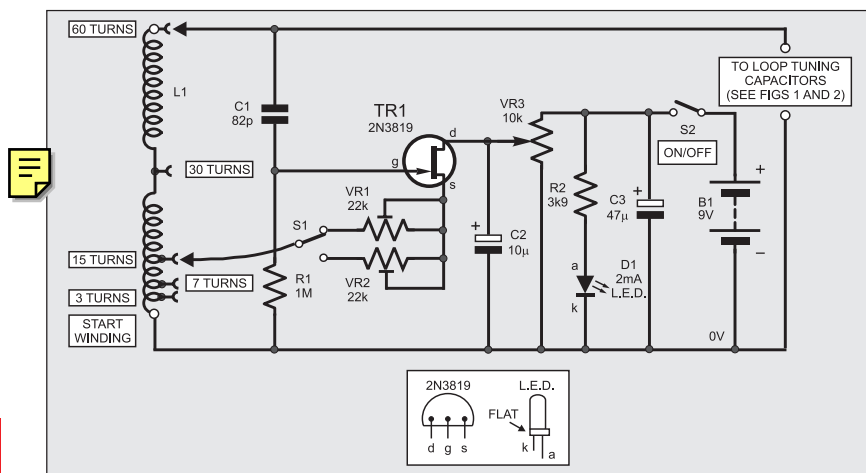 60 TURNS
L1
C1
82p
TR1
2N3819
d
g
s
VR3
10k
TO LOOP TUNING
CAPACITORS
(SEE FIGS 1 AND 2)
S2
ON/OFF
30 TURNS
VR1
22k
S1
R2
3k9
+
C3
47μ
+
B1
9V
–
15 TURNS
7 TURNS
3 TURNS
START
WINDING
R1
1M
VR2
22k
+
C2
10μ
a
k
D1
2mA
L.E.D.
0V
2N3819
d g s
L.E.D.
FLAT
k
a